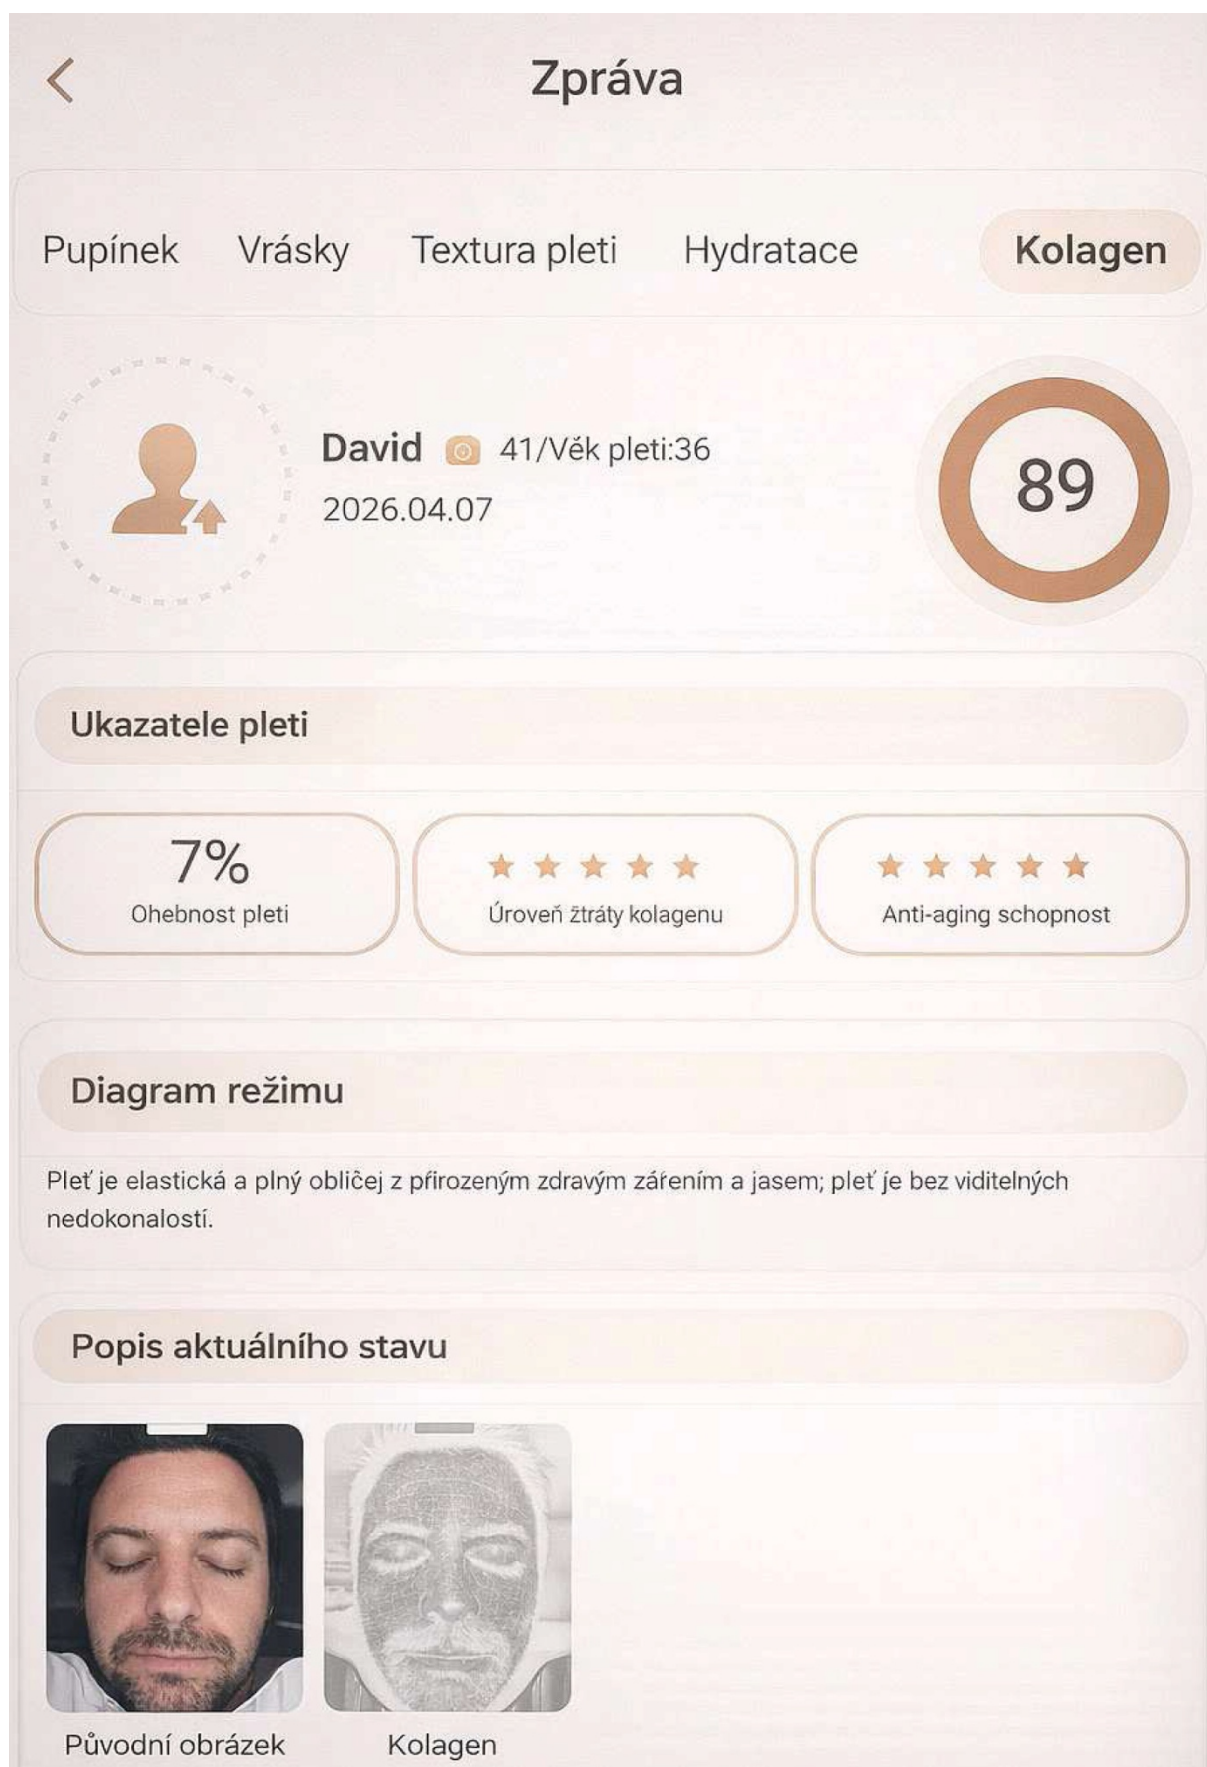 Zpráva
Pupínek Vrásky Textura pleti Hydratace Kolagen
David 41/Věk pleti:36
2026.04.07
89
Ukazatele pleti
7%
Ohebnost pleti
Úroveň žtráty kolagenu
Anti-aging schopnost
Diagram režimu
Pleť je elastická a plný obličej z přirozeným zdravým zářením a jasem; pleť je bez viditelných
nedokonalostí.
Popis aktuálního stavu
Původní obrázek
Kolagen